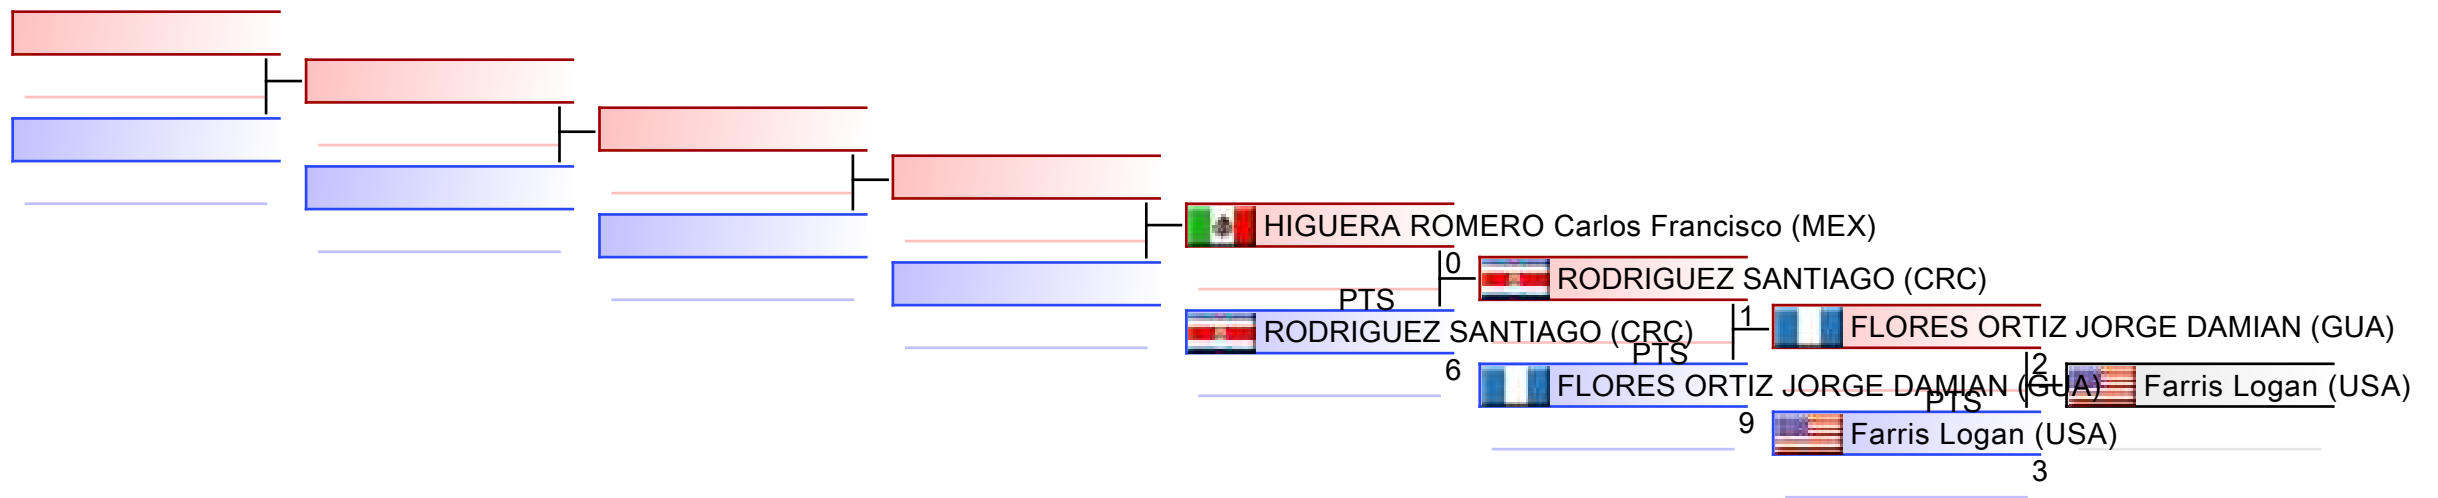 HIGUERA ROMERO Carlos Francisco (MEX)
0
RODRIGUEZ SANTIAGO (CRC)
PTS
1
FLORES ORTIZ JORGE DAMIAN (GUA)
RODRIGUEZ SANTIAGO (CRC)
PTS
2
6
FLORES ORTIZ JORGE DAMIAN (GUA)
Farris Logan (USA)
PTS
9
Farris Logan (USA)
3